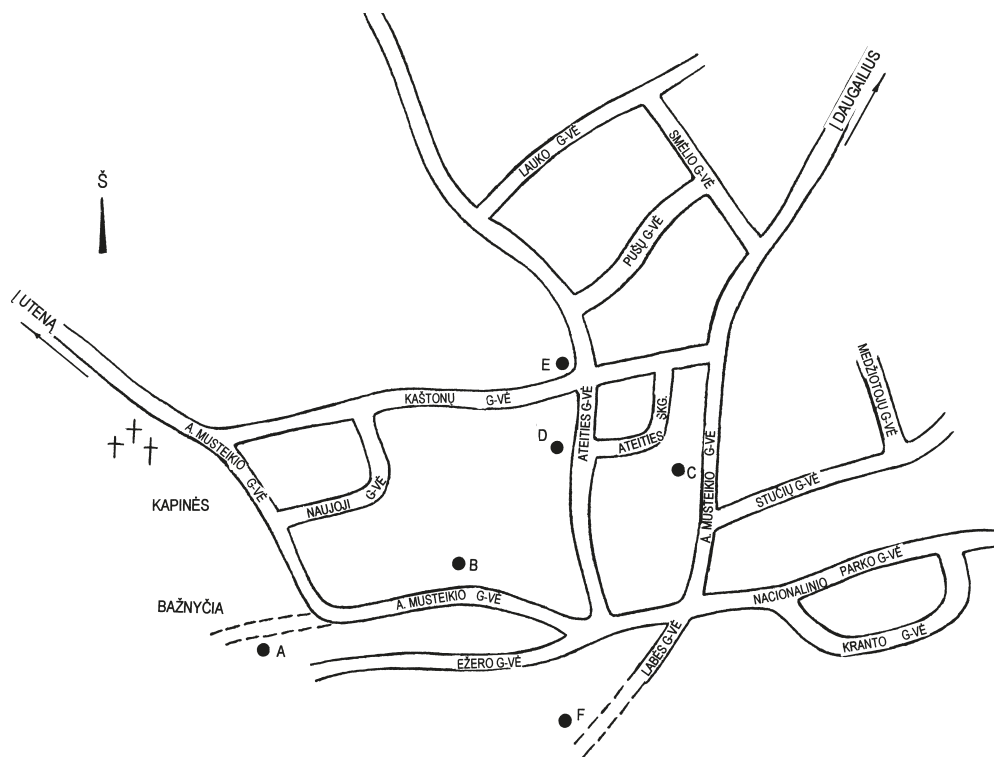 Į DAUGAILIUS
LAUKO G-VĖ
SMĖLIO G-VĖ
Š
PUŠŲ G-VĖ
Į UTENĄ
MEDŽIOTOJŲ G-VĖ
E
KAŠTONŲ G-VĖ
ATEITIES G-VĖ
ATEITIES SKG.
D
A. MUSTEIKIO G-VĖ
C
A. MUSTEIKIO G-VĖ
STUČIŲ G-VĖ
KAPINĖS
NAUJOJI G-VĖ
B
NACIONALINIO PARKO G-VĖ
A. MUSTEIKIO G-VĖ
BAŽNYČIA
KRANTO G-VĖ
A
EŽERO G-VĖ
LABĖS G-VĖ
F